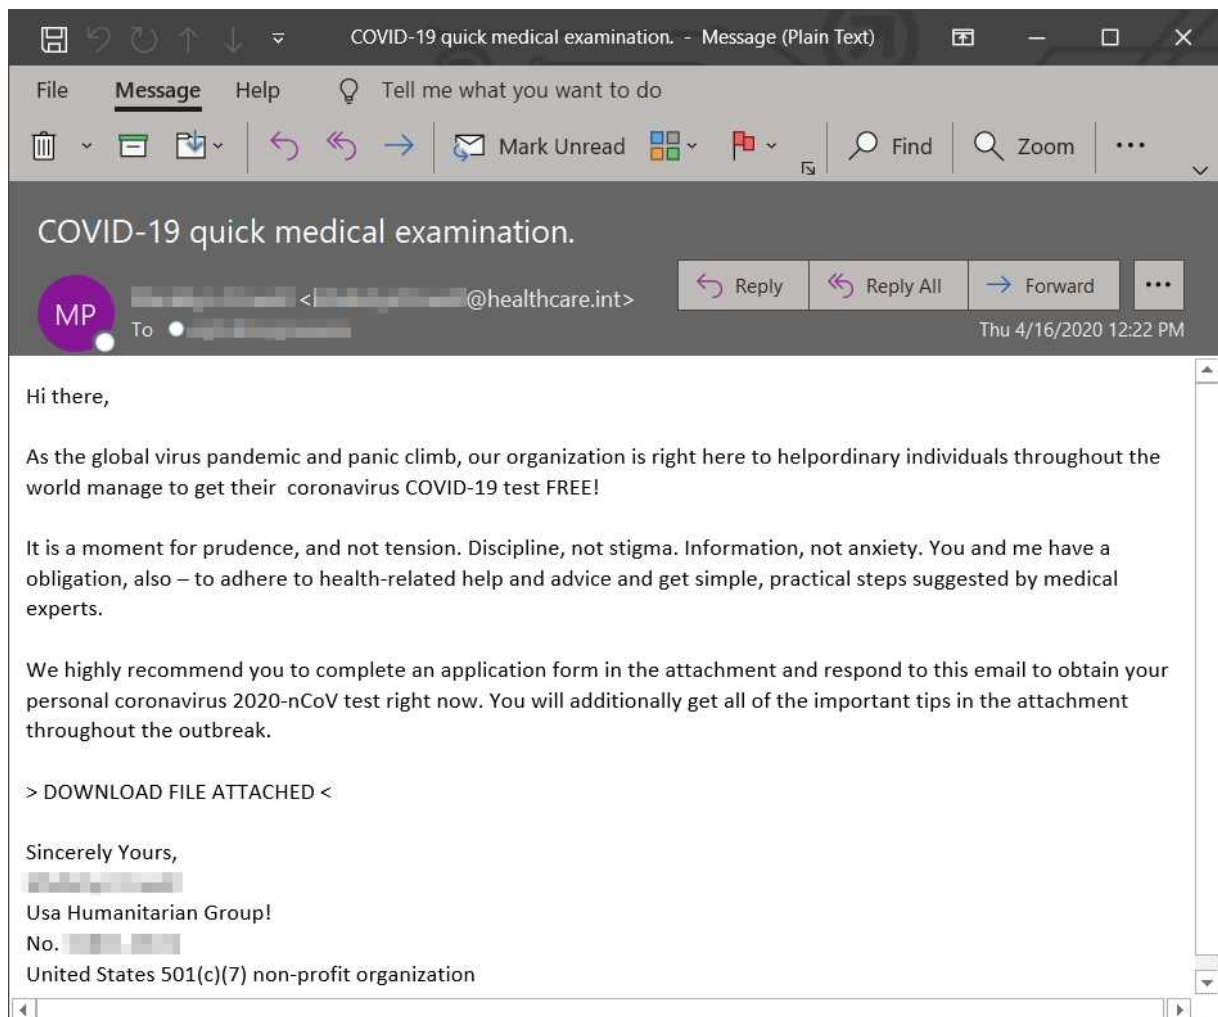 COVID-19 quick medical examination. - Message (Plain Text)
File Message Help Tell me what you want to do
Mark Unread Find Zoom
COVID-19 quick medical examination.
MP
< @healthcare.int>
Reply Reply All Forward
To
Thu 4/16/2020 12:22 PM
Hi there,
As the global virus pandemic and panic climb, our organization is right here to helpordinary individuals throughout the
world manage to get their  coronavirus COVID-19 test FREE!
It is a moment for prudence, and not tension. Discipline, not stigma. Information, not anxiety. You and me have a
obligation, also – to adhere to health-related help and advice and get simple, practical steps suggested by medical
experts.
We highly recommend you to complete an application form in the attachment and respond to this email to obtain your
personal coronavirus 2020-nCoV test right now. You will additionally get all of the important tips in the attachment
throughout the outbreak.
> DOWNLOAD FILE ATTACHED <
Sincerely Yours,
Usa Humanitarian Group!
No.
United States 501(c)(7) non-profit organization